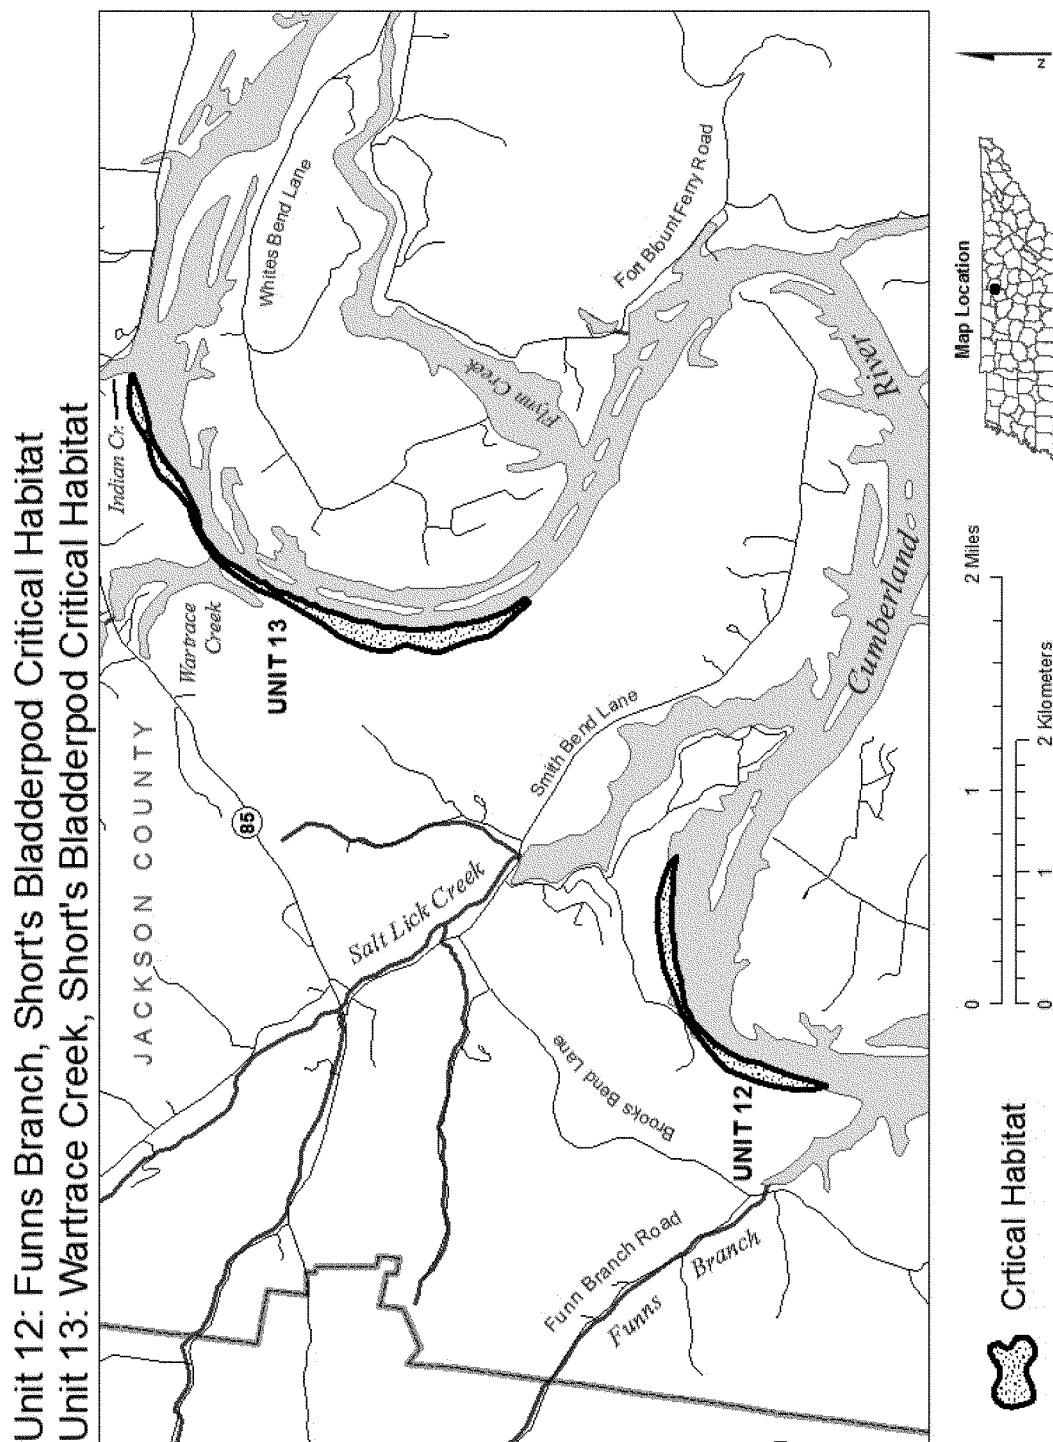 Unit 12: Funns Branch, Short's Bladderpod Critical Habitat
Unit 13: Wartrace Creek, Short's Bladderpod Critical Habitat
JACKSON COUNTY
85
Wartrace
Creek
Indian Cr.
UNIT 13
Whites Bend Lane
Salt Lick Creek
Smith Bend Lane
Flynn Creek
Fort Blount Ferry Road
Brooks Bend Lane
Funn Branch Road
Funns
Branch
UNIT 12
Cumberland
River
Crtical Habitat
0
1
2 Miles
0
1
2 Kilometers
Map Location
N